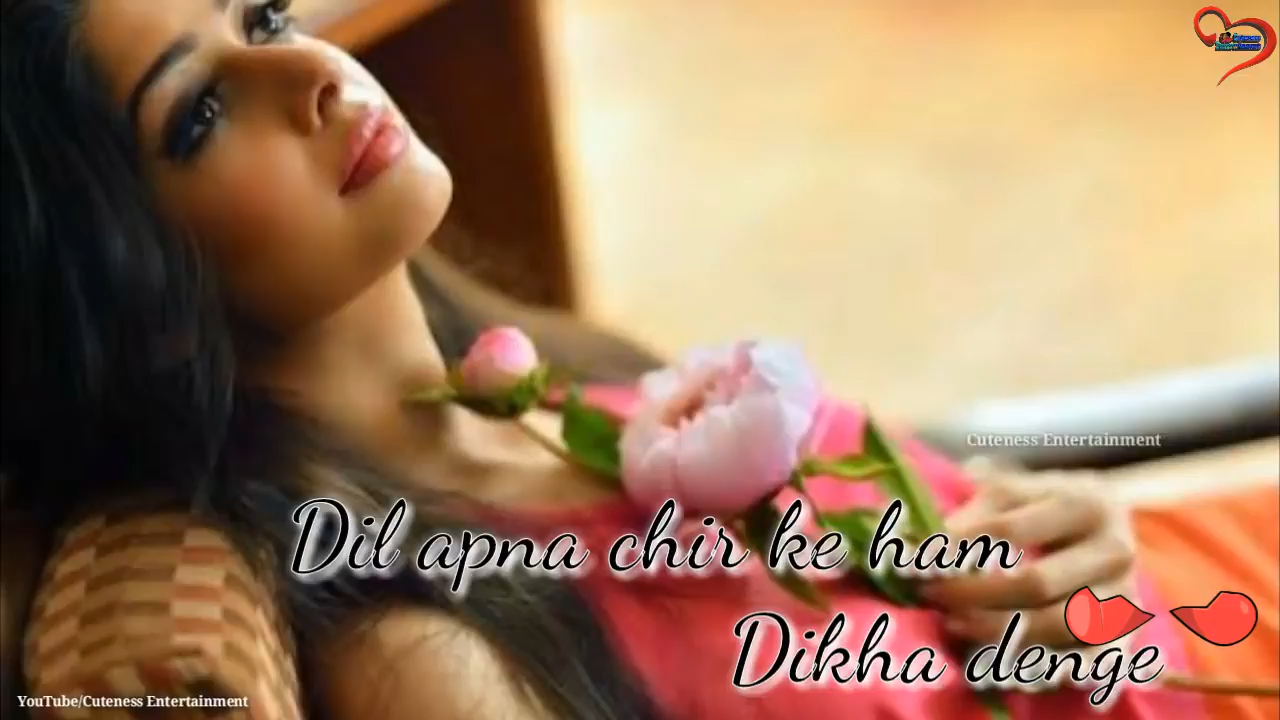 Cuteness Entertainment
Dil apna chir ke ham
Dikha denge
YouTube/Cuteness Entertainment